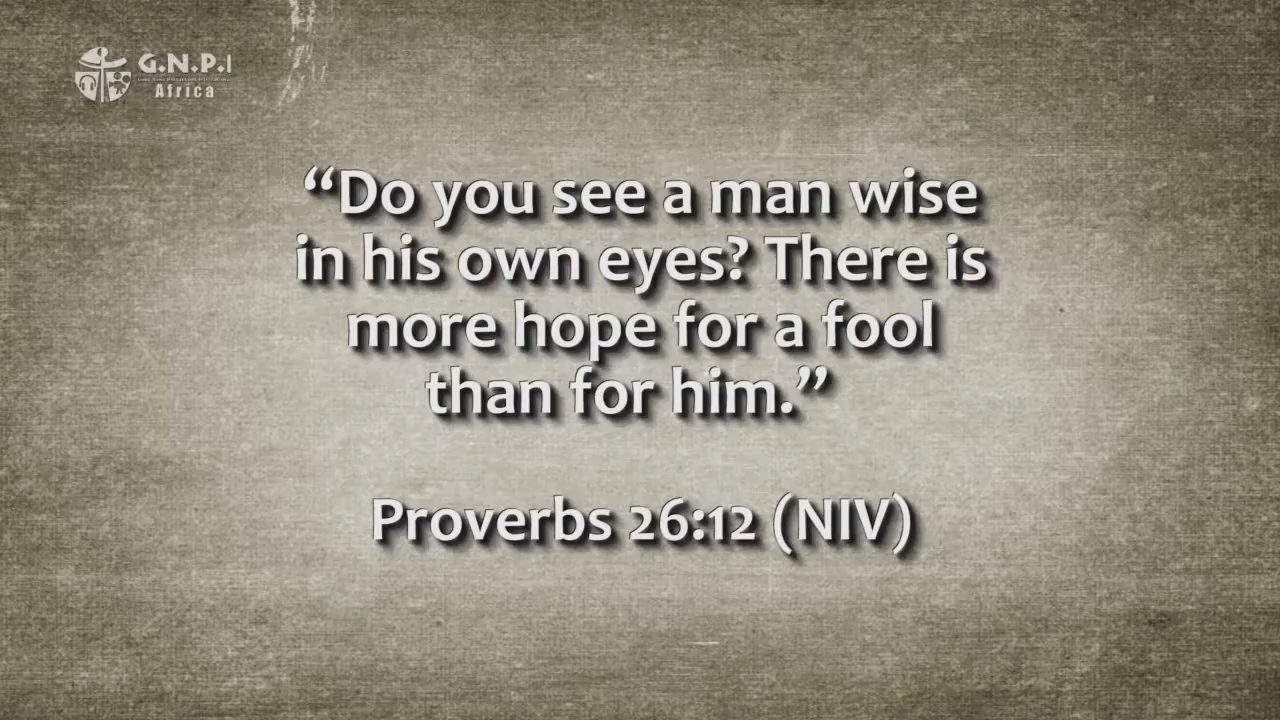 G.N.P.I
Africa
“Do you see a man wise
in his own eyes? There is
more hope for a fool
than for him.”
Proverbs 26:12 (NIV)